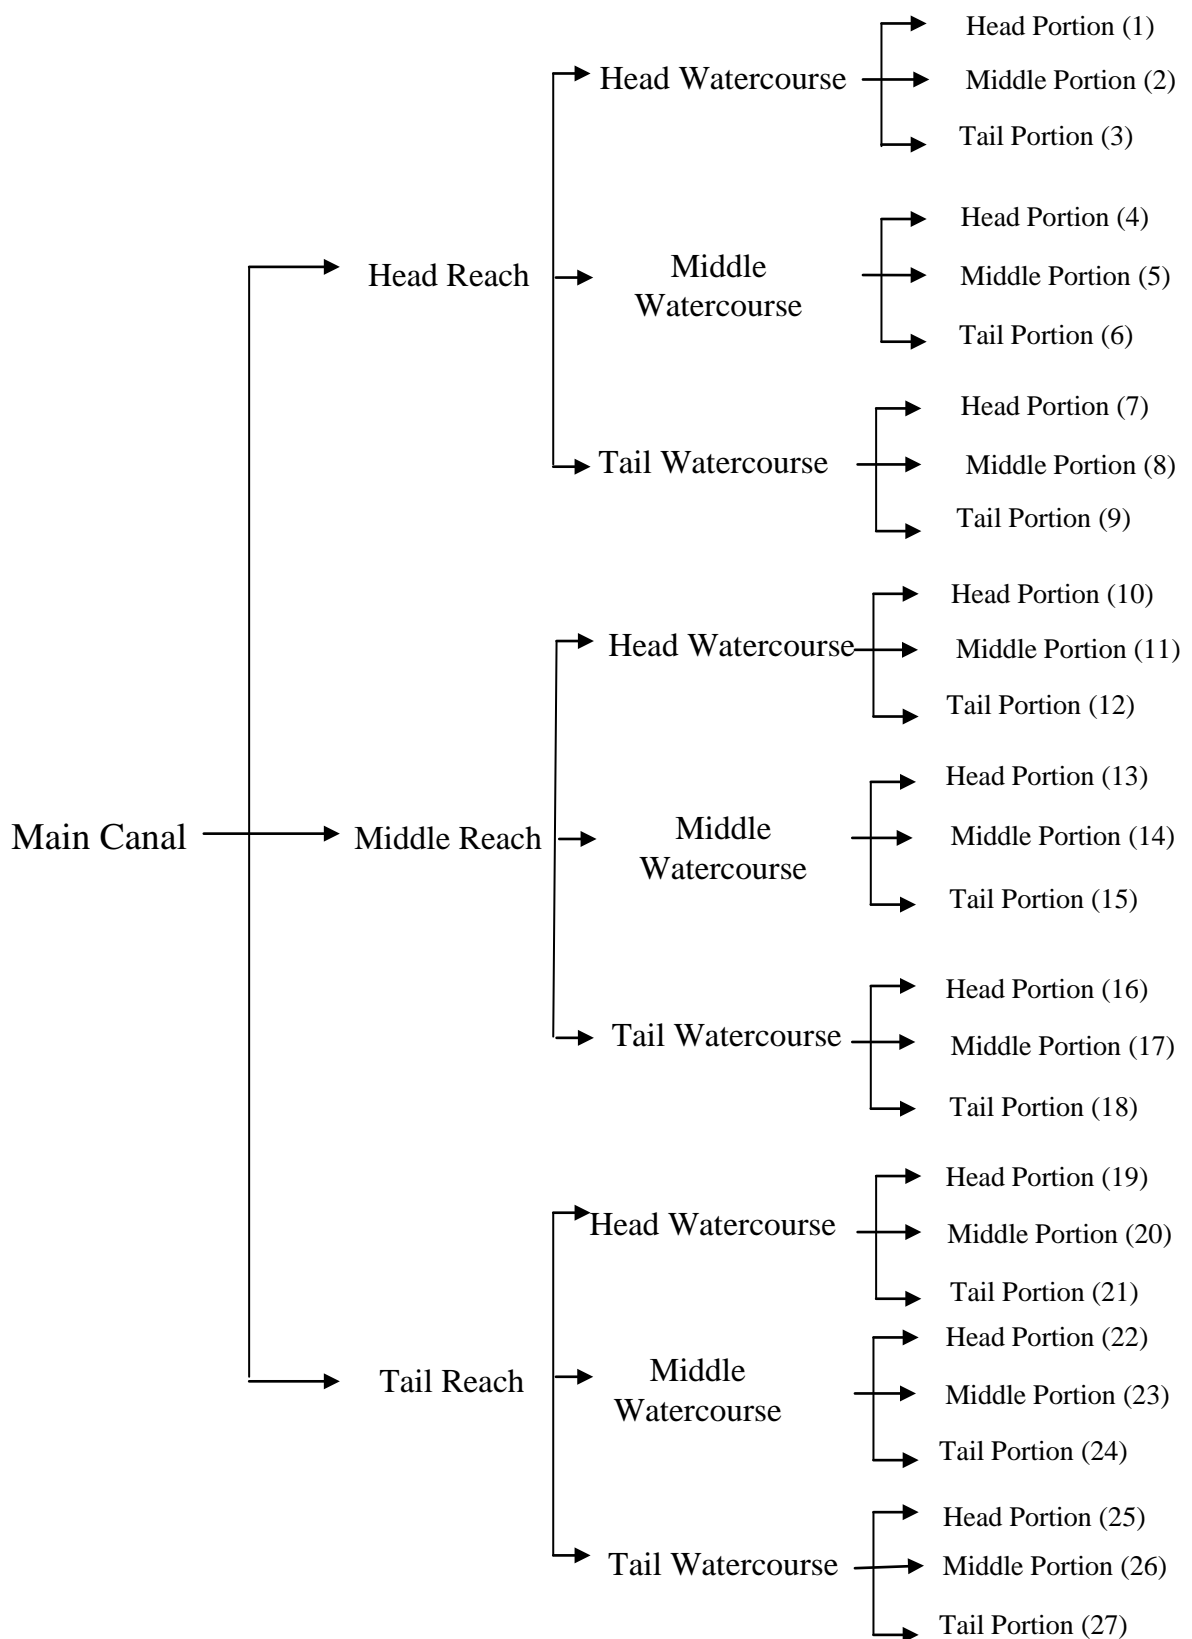 Main Canal
Head Reach
Head Watercourse
Head Portion (1)
Middle Portion (2)
Tail Portion (3)
Middle
Watercourse
Head Portion (4)
Middle Portion (5)
Tail Portion (6)
Tail Watercourse
Head Portion (7)
Middle Portion (8)
Tail Portion (9)
Middle Reach
Head Watercourse
Head Portion (10)
Middle Portion (11)
Tail Portion (12)
Middle
Watercourse
Head Portion (13)
Middle Portion (14)
Tail Portion (15)
Tail Watercourse
Head Portion (16)
Middle Portion (17)
Tail Portion (18)
Tail Reach
Head Watercourse
Head Portion (19)
Middle Portion (20)
Tail Portion (21)
Middle
Watercourse
Head Portion (22)
Middle Portion (23)
Tail Portion (24)
Tail Watercourse
Head Portion (25)
Middle Portion (26)
Tail Portion (27)